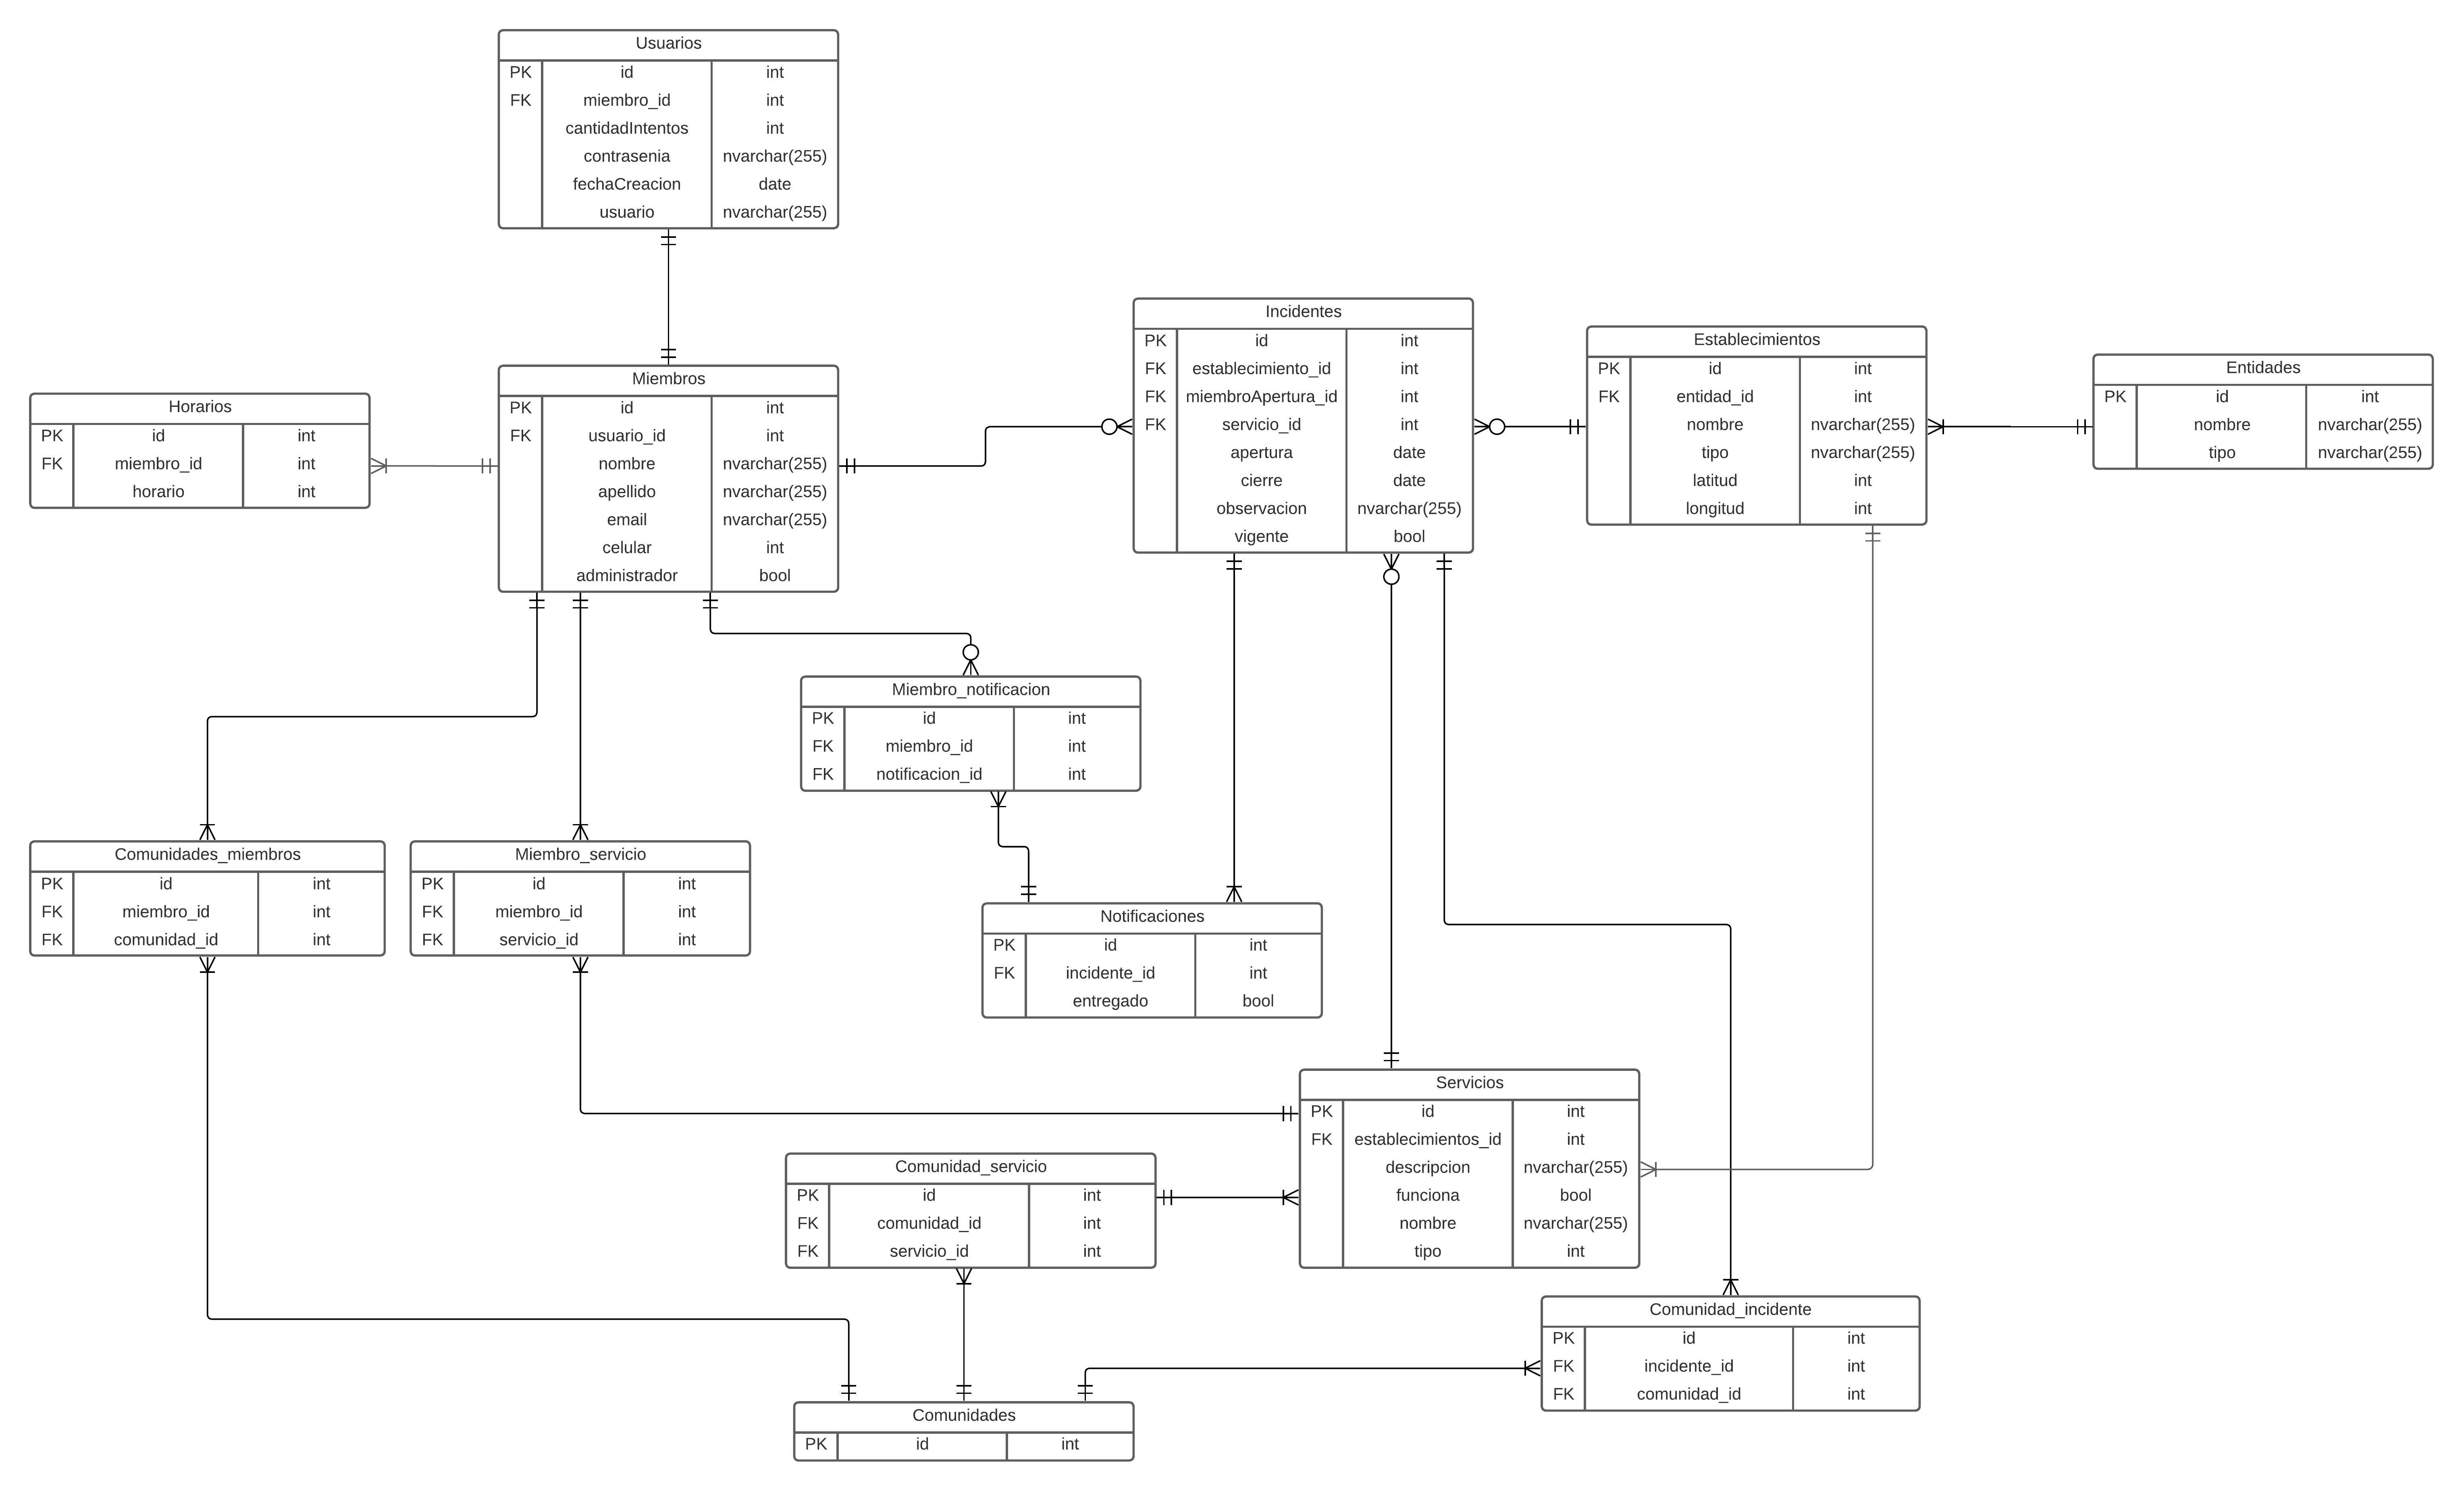 Usuarios
PK id int
FK miembro_id int
cantidadIntentos int
contrasenia nvarchar(255)
fechaCreacion date
usuario nvarchar(255)
Horarios
PK id int
FK miembro_id int
horario int
Miembros
PK id int
FK usuario_id int
nombre nvarchar(255)
apellido nvarchar(255)
email nvarchar(255)
celular int
administrador bool
Incidentes
PK id int
FK establecimiento_id int
FK miembroApertura_id int
FK servicio_id int
apertura date
cierre date
observacion nvarchar(255)
vigente bool
Establecimientos
PK id int
FK entidad_id int
nombre nvarchar(255)
tipo nvarchar(255)
latitud int
longitud int
Entidades
PK id int
nombre nvarchar(255)
tipo nvarchar(255)
Miembro_notificacion
PK id int
FK miembro_id int
FK notificacion_id int
Comunidades_miembros
PK id int
FK miembro_id int
FK comunidad_id int
Miembro_servicio
PK id int
FK miembro_id int
FK servicio_id int
Notificaciones
PK id int
FK incidente_id int
entregado bool
Servicios
PK id int
FK establecimientos_id int
descripcion nvarchar(255)
funciona bool
nombre nvarchar(255)
tipo int
Comunidad_servicio
PK id int
FK comunidad_id int
FK servicio_id int
Comunidad_incidente
PK id int
FK incidente_id int
FK comunidad_id int
Comunidades
PK id int